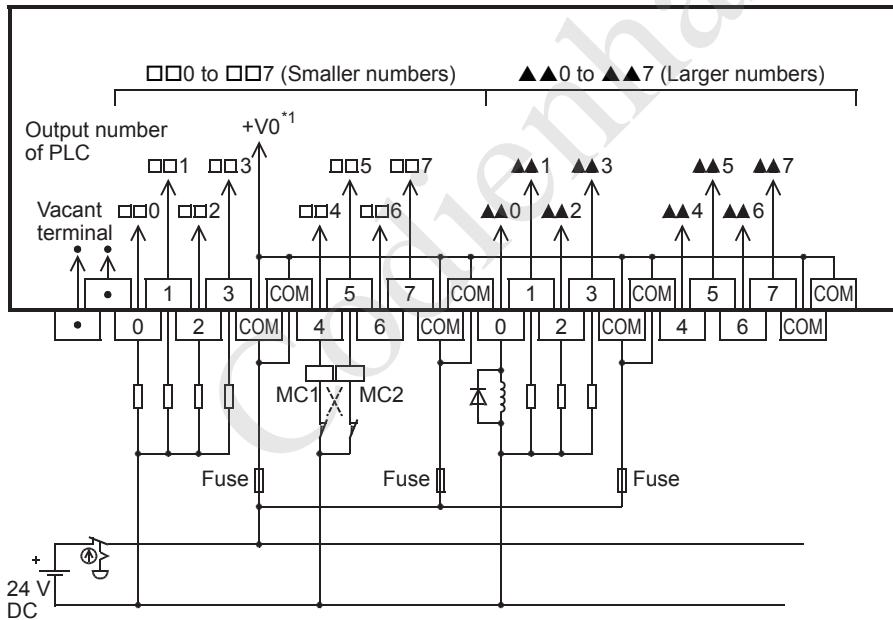 □□0 to □□7 (Smaller numbers) ▲▲0 to ▲▲7 (Larger numbers)
Output number of PLC
+V0*1
□□1 □□3 □□5 □□7 ▲▲1 ▲▲3 ▲▲5 ▲▲7
Vacant terminal
□□0 □□2 □□4 □□6 ▲▲0 ▲▲2 ▲▲4 ▲▲6
1 3 COM 5 7 COM 1 3 COM 5 7 COM
0 2 COM 4 6 COM 0 2 COM 4 6 COM
MC1 MC2
Fuse Fuse Fuse
+
24 V
DC
Codienhan